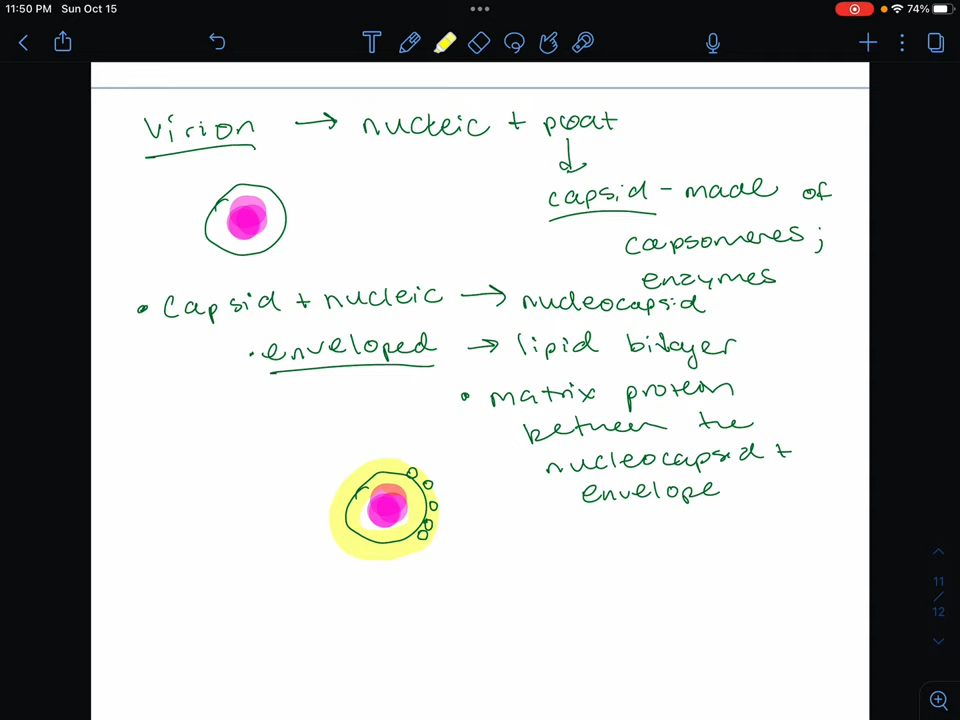 11:50 PM Sun Oct 15
74%
Virion → nucleic + pcoat
capsid - made of
capsomeres;
enzymes
• Capsid + nucleic → nucleocapsid
• enveloped → lipid bilayer
• matrix protein
between the
nucleocapsid +
envelope
11
/
12